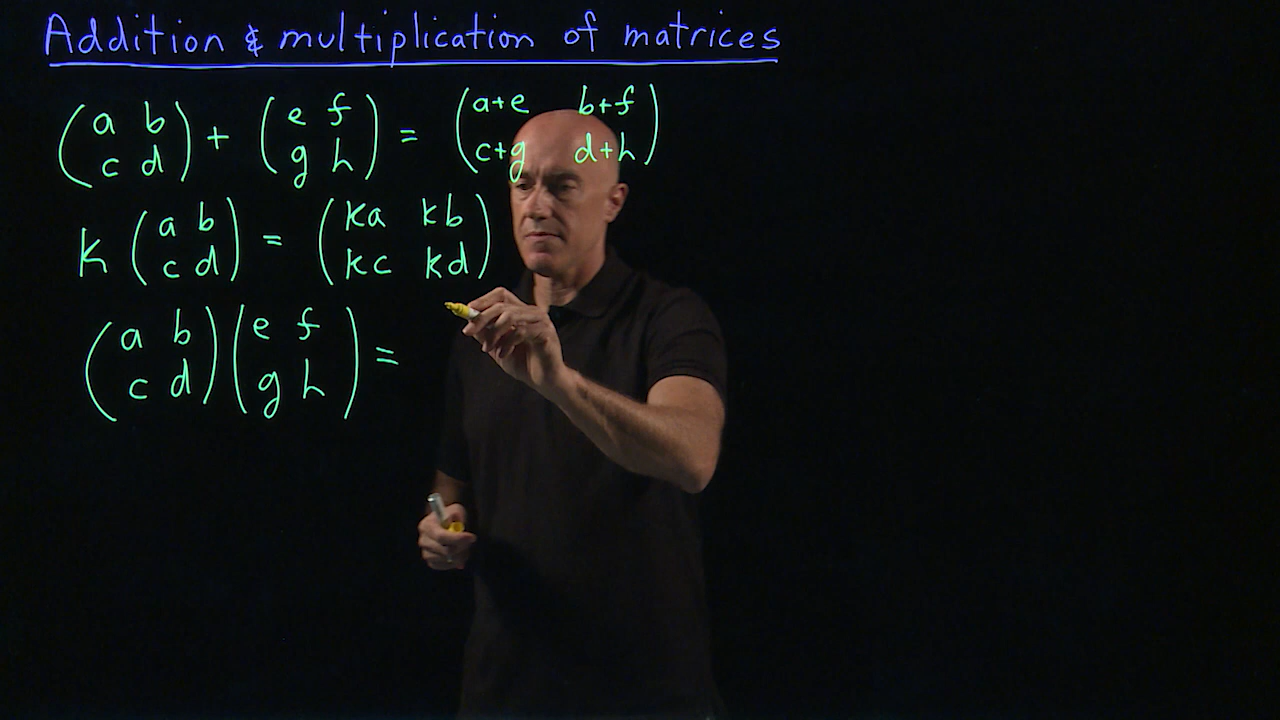 Addition & multiplication of matrices
(a b
c d) + (e f
g h) = (a+e b+f
c+g d+h)
k (a b
c d) = (ka kb
kc kd)
(a b
c d) (e f
g h) =